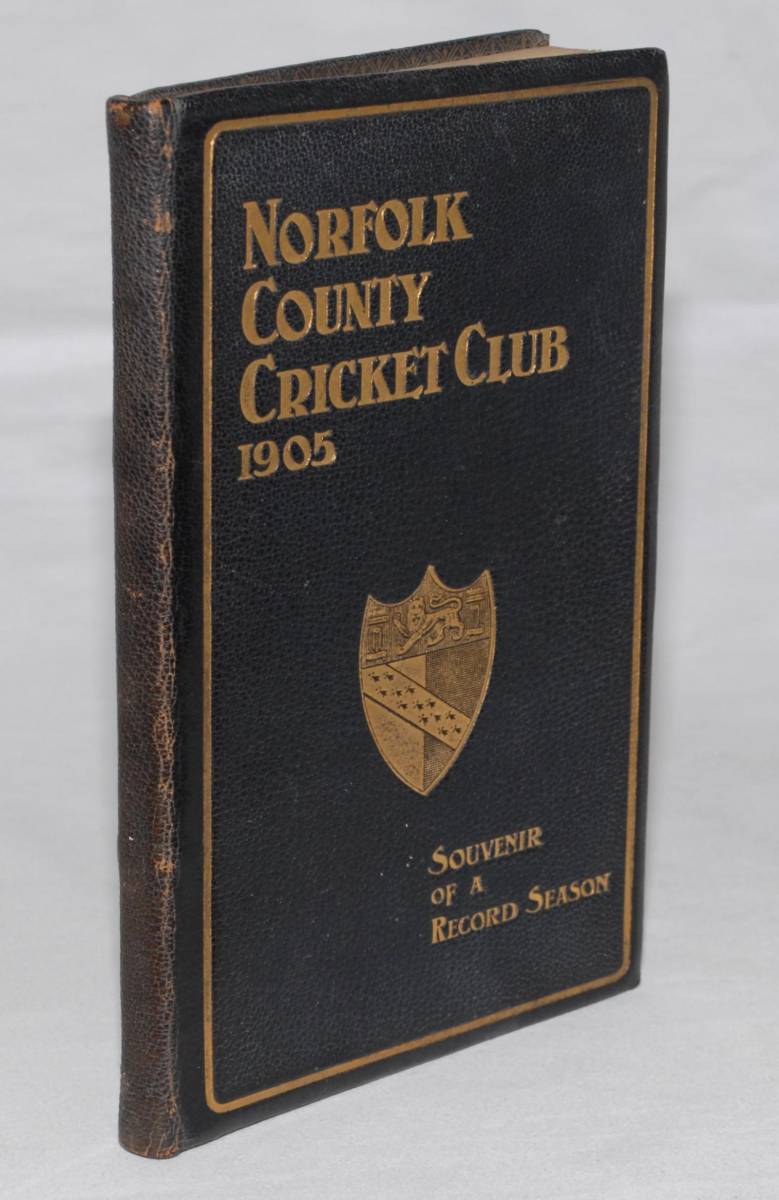 Norfolk
County
Cricket Club
1905
Souvenir
of a
Record Season